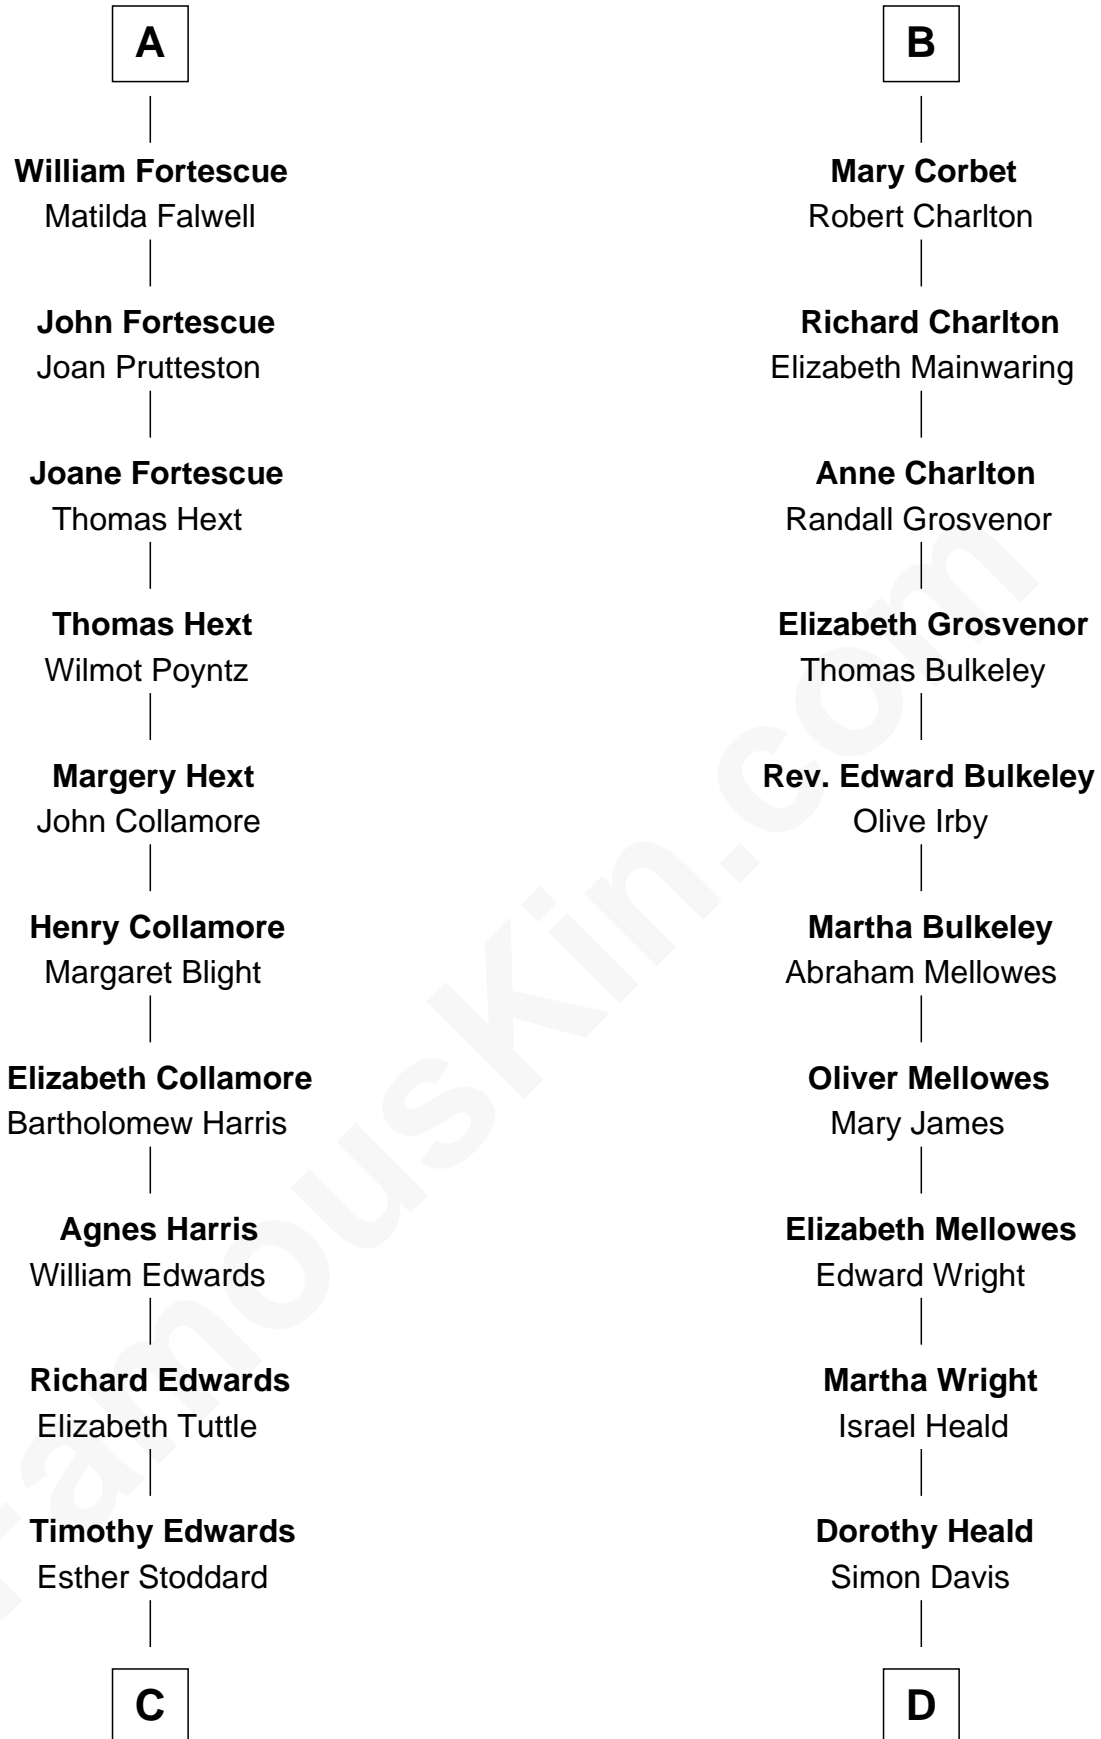 A
William Fortescue
Matilda Falwell
John Fortescue
Joan Prutteston
Joane Fortescue
Thomas Hext
Thomas Hext
Wilmot Poyntz
Margery Hext
John Collamore
Henry Collamore
Margaret Blight
Elizabeth Collamore
Bartholomew Harris
Agnes Harris
William Edwards
Richard Edwards
Elizabeth Tuttle
Timothy Edwards
Esther Stoddard
C
B
Mary Corbet
Robert Charlton
Richard Charlton
Elizabeth Mainwaring
Anne Charlton
Randall Grosvenor
Elizabeth Grosvenor
Thomas Bulkeley
Rev. Edward Bulkeley
Olive Irby
Martha Bulkeley
Abraham Mellowes
Oliver Mellowes
Mary James
Elizabeth Mellowes
Edward Wright
Martha Wright
Israel Heald
Dorothy Heald
Simon Davis
D
FamousKin.com